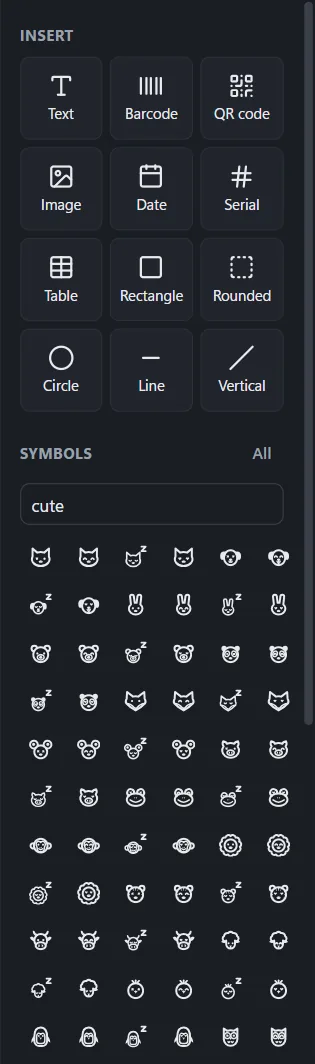 INSERT
Text Barcode QR code
Image Date Serial
Table Rectangle Rounded
Circle Line Vertical
SYMBOLS All
cute
z
z
z
z
z
z
z
z
z
z
z
z
z
z